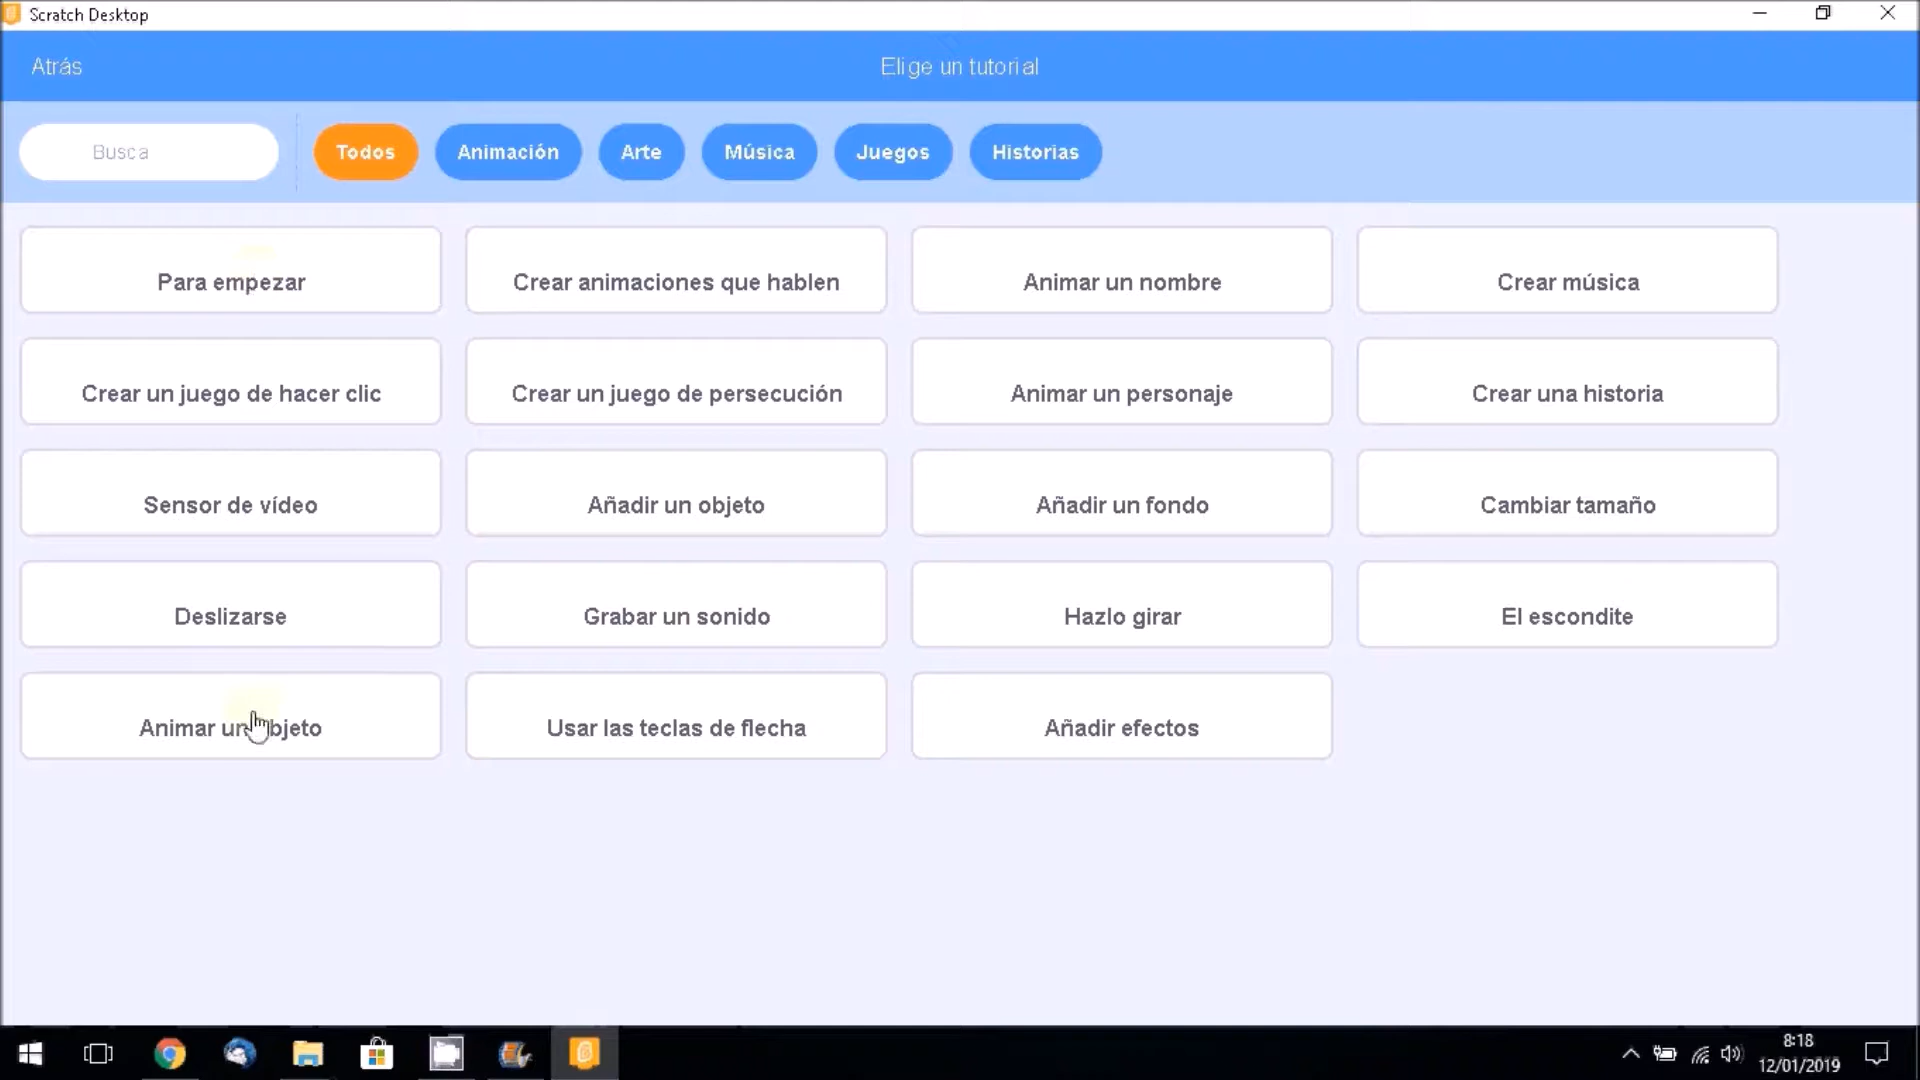 Scratch Desktop
Atrás
Elige un tutorial
Busca
Todos
Animación
Arte
Música
Juegos
Historias
Para empezar
Crear animaciones que hablen
Animar un nombre
Crear música
Crear un juego de hacer clic
Crear un juego de persecución
Animar un personaje
Crear una historia
Sensor de vídeo
Añadir un objeto
Añadir un fondo
Cambiar tamaño
Deslizarse
Grabar un sonido
Hazlo girar
El escondite
Animar un objeto
Usar las teclas de flecha
Añadir efectos
8:18
12/01/2019